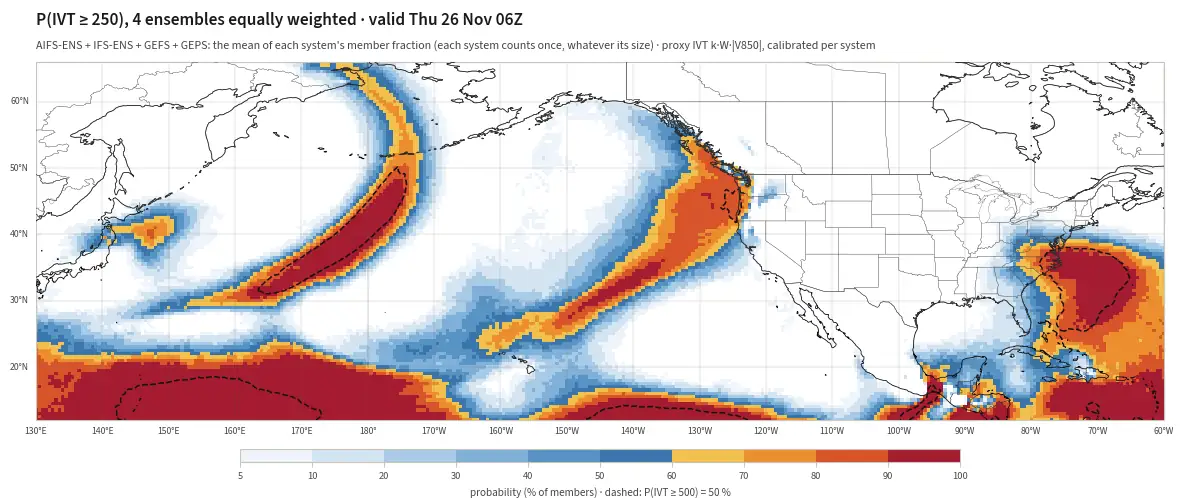 P(IVT ≥ 250), 4 ensembles equally weighted · valid Thu 26 Nov 06Z
AIFS-ENS + IFS-ENS + GEFS + GEPS: the mean of each system's member fraction (each system counts once, whatever its size) · proxy IVT k·W·|V850|, calibrated per system
60°N
50°N
40°N
30°N
20°N
130°E 140°E 150°E 160°E 170°E 180° 170°W 160°W 150°W 140°W 130°W 120°W 110°W 100°W 90°W 80°W 70°W 60°W
5 10 20 30 40 50 60 70 80 90 100
probability (% of members) · dashed: P(IVT ≥ 500) = 50 %